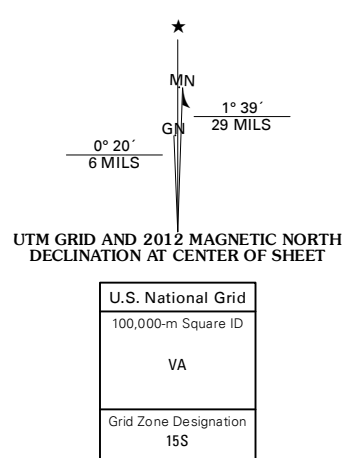 ★
MN
GN
1° 39´
29 MILS
0° 20´
6 MILS
UTM GRID AND 2012 MAGNETIC NORTH
DECLINATION AT CENTER OF SHEET
U.S. National Grid
100,000-m Square ID
VA
Grid Zone Designation
15S